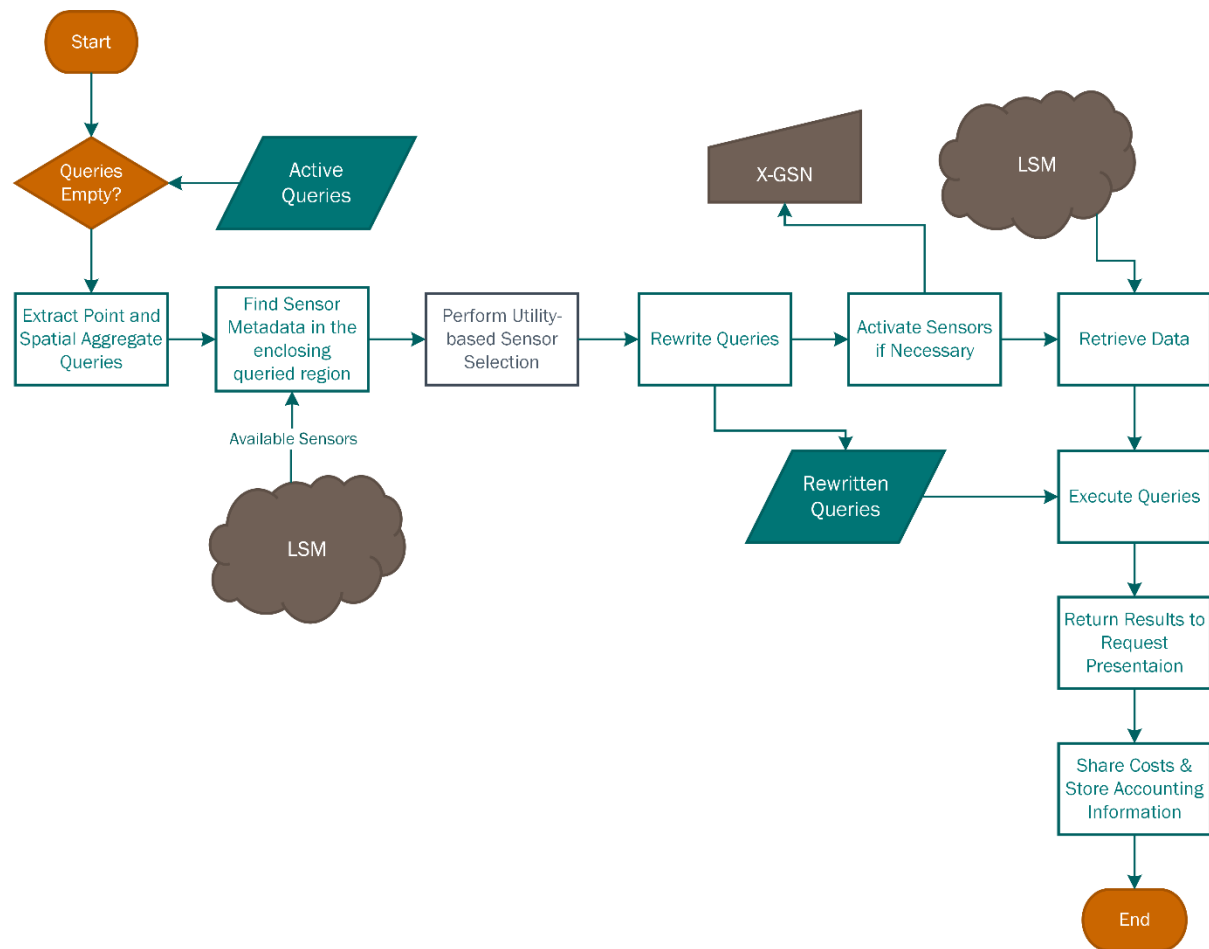 Start
Queries
Empty?
Active
Queries
X-GSN
LSM
Extract Point and
Spatial Aggregate
Queries
Find Sensor
Metadata in the
enclosing
queried region
Perform Utility-
based Sensor
Selection
Rewrite Queries
Activate Sensors
if Necessary
Retrieve Data
Available Sensors
LSM
Rewritten
Queries
Execute Queries
Return Results to
Request
Presentaion
Share Costs &
Store Accounting
Information
End